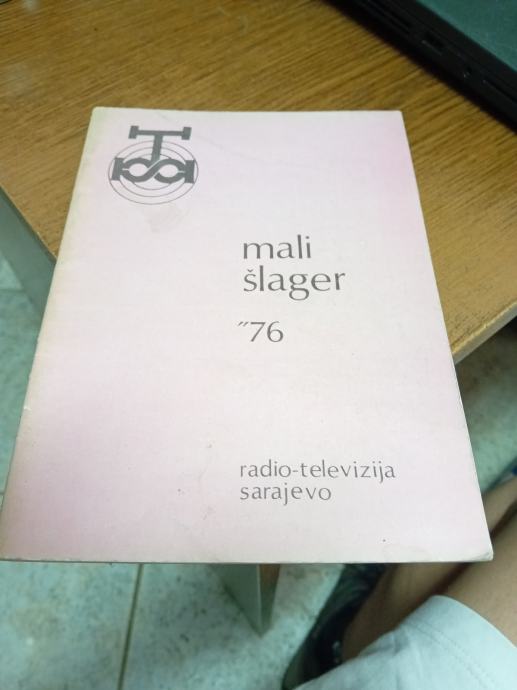 mali
šlager
"76
radio-televizija
sarajevo